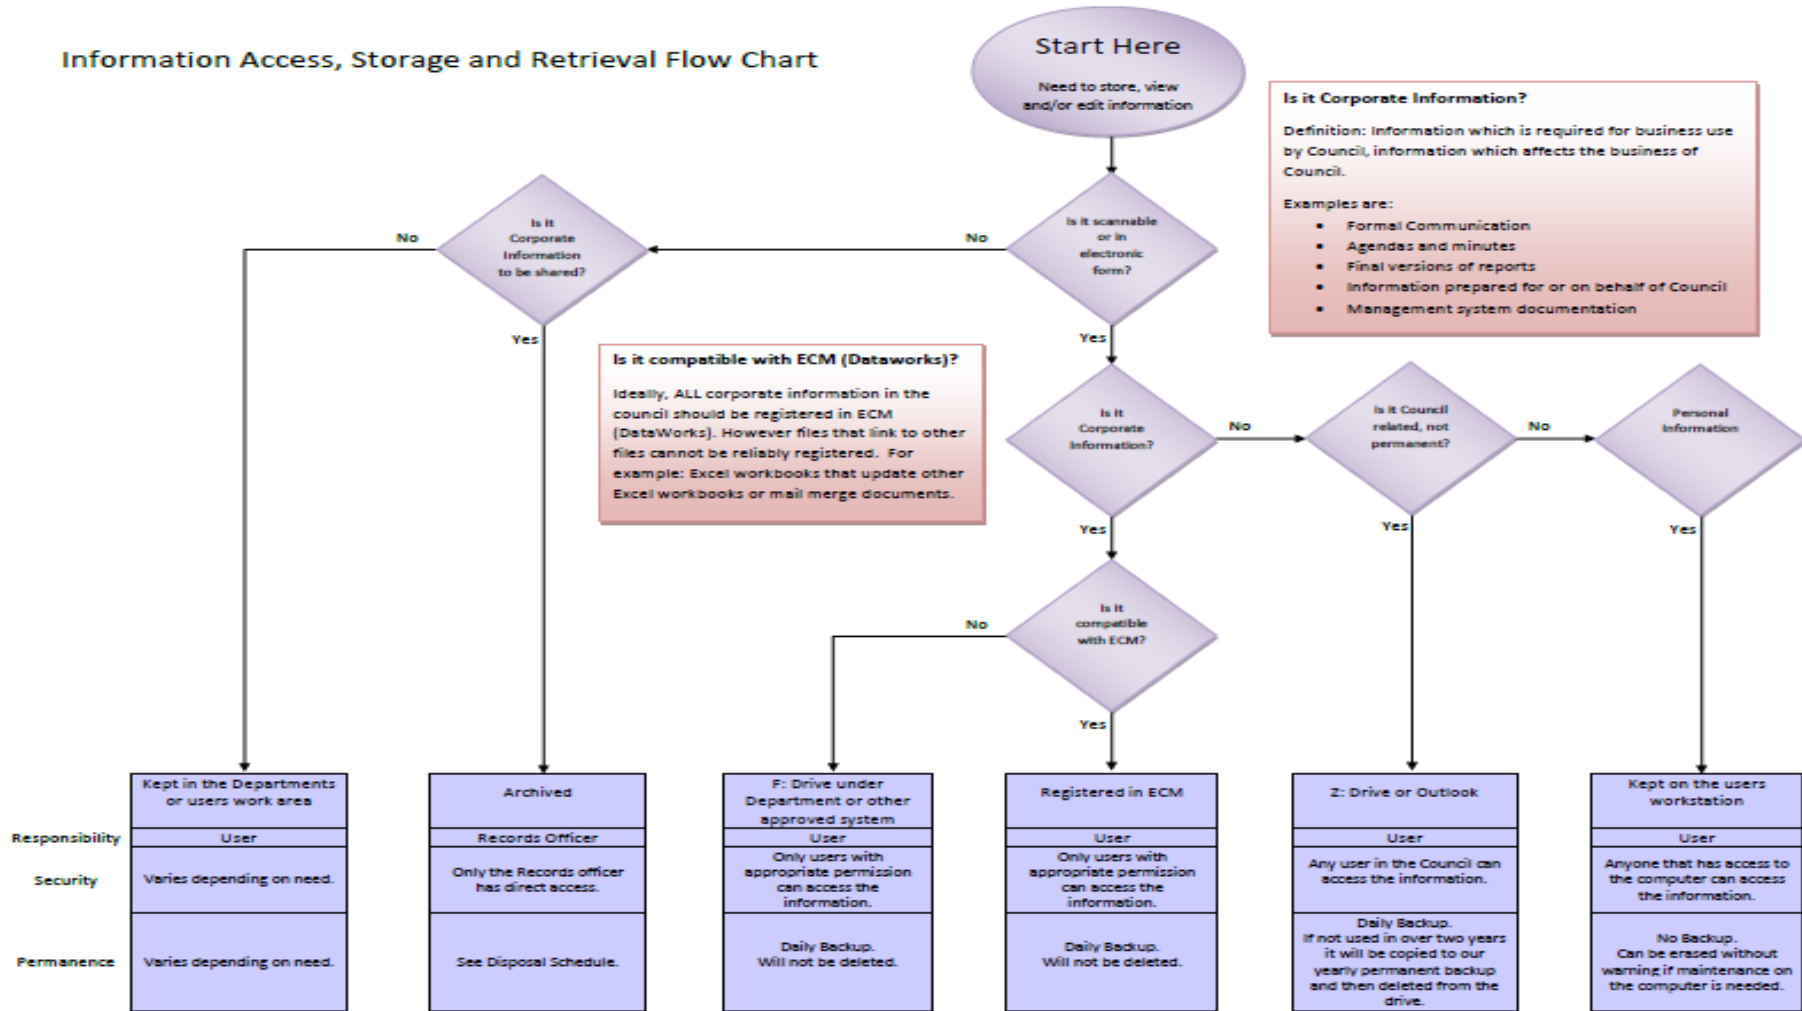 Information Access, Storage and Retrieval Flow Chart
Start Here
Need to store, view
and/or edit information
Is it Corporate Information?
Definition: Information which is required for business use
by Council, information which affects the business of
Council.
Examples are:
• Formal Communication
• Agendas and minutes
• Final versions of reports
• Information prepared for or on behalf of Council
• Management system documentation
Is it scannable
or in
electronic
form?
No
Is it
Corporate
Information
to be shared?
No
Yes
Yes
Is it compatible with ECM (Dataworks)?
Ideally, ALL corporate information in the
council should be registered in ECM
(DataWorks). However files that link to other
files cannot be reliably registered. For
example: Excel workbooks that update other
Excel workbooks or mail merge documents.
Is it
Corporate
Information?
No
Is it Council
related, not
permanent?
No
Personal
Information
Yes
Yes
Yes
Is it
compatible
with ECM?
No
Yes
Kept in the Departments
or users work area
Archived
F: Drive under
Department or other
approved system
Registered in ECM
Z: Drive or Outlook
Kept on the users
workstation
Responsibility
User
Records Officer
User
User
User
User
Security
Varies depending on need.
Only the Records officer
has direct access.
Only users with
appropriate permission
can access the
information.
Only users with
appropriate permission
can access the
information.
Any user in the Council can
access the information.
Anyone that has access to
the computer can access
the information.
Permanence
Varies depending on need.
See Disposal Schedule.
Daily Backup.
Will not be deleted.
Daily Backup.
Will not be deleted.
Daily Backup.
If not used in over two years
it will be copied to our
yearly permanent backup
and then deleted from the
drive.
No Backup.
Can be erased without
warning if maintenance on
the computer is needed.